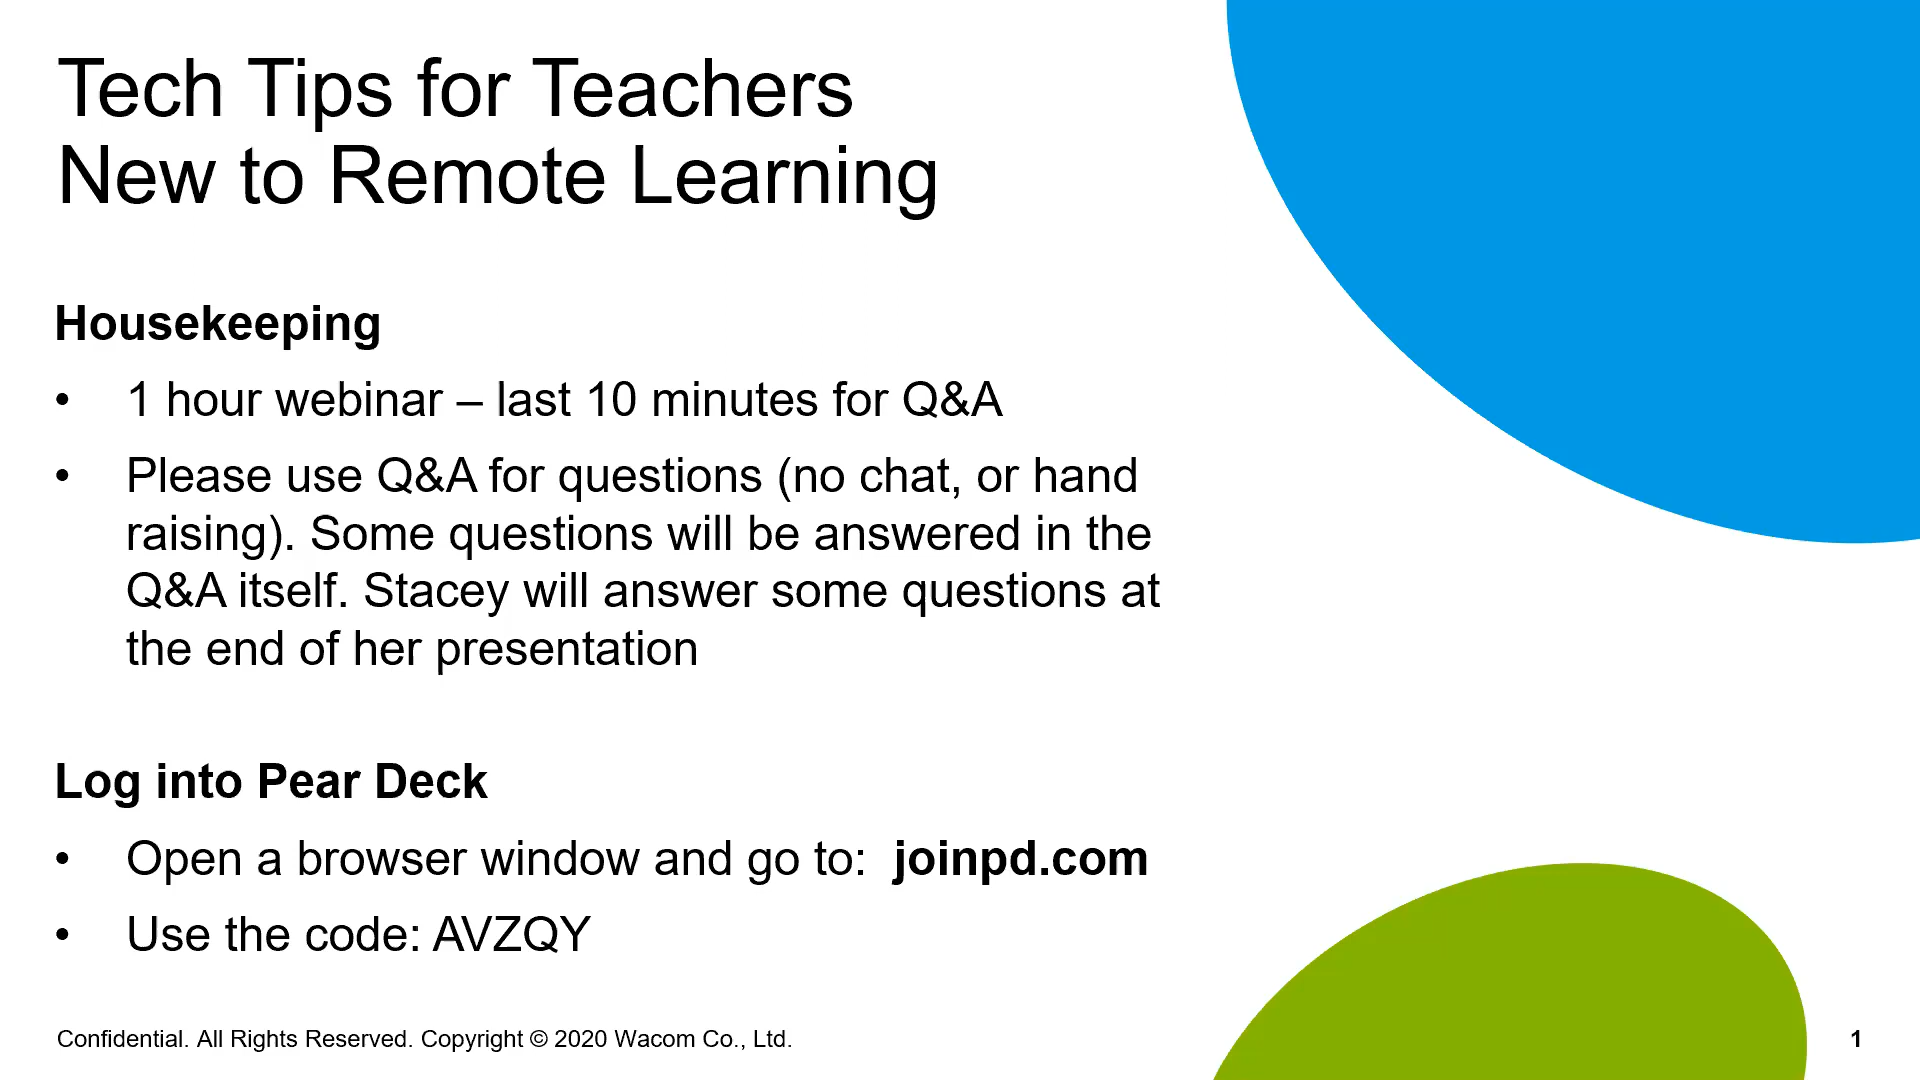 Tech Tips for Teachers
New to Remote Learning
Housekeeping
• 1 hour webinar – last 10 minutes for Q&A
• Please use Q&A for questions (no chat, or hand
raising). Some questions will be answered in the
Q&A itself. Stacey will answer some questions at
the end of her presentation
Log into Pear Deck
• Open a browser window and go to: joinpd.com
• Use the code: AVZQY
Confidential. All Rights Reserved. Copyright © 2020 Wacom Co., Ltd.
1